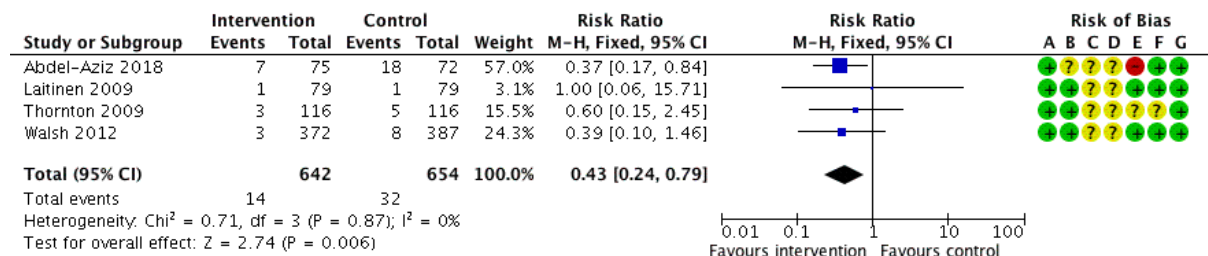 Intervention Control Risk Ratio Risk Ratio Risk of Bias
Study or Subgroup Events Total Events Total Weight M-H, Fixed, 95% CI M-H, Fixed, 95% CI A B C D E F G
Abdel-Aziz 2018 7 75 18 72 57.0% 0.37 [0.17, 0.84] + ? ? ? - + +
Laitinen 2009 1 79 1 79 3.1% 1.00 [0.06, 15.71] + + ? ? + + +
Thornton 2009 3 116 5 116 15.5% 0.60 [0.15, 2.45] + + ? ? ? ? +
Walsh 2012 3 372 8 387 24.3% 0.39 [0.10, 1.46] + + ? ? + + +
Total (95% CI) 642 654 100.0% 0.43 [0.24, 0.79]
Total events 14 32
Heterogeneity: Chi² = 0.71, df = 3 (P = 0.87); I² = 0%
Test for overall effect: Z = 2.74 (P = 0.006)
0.01 0.1 1 10 100
Favours intervention Favours control